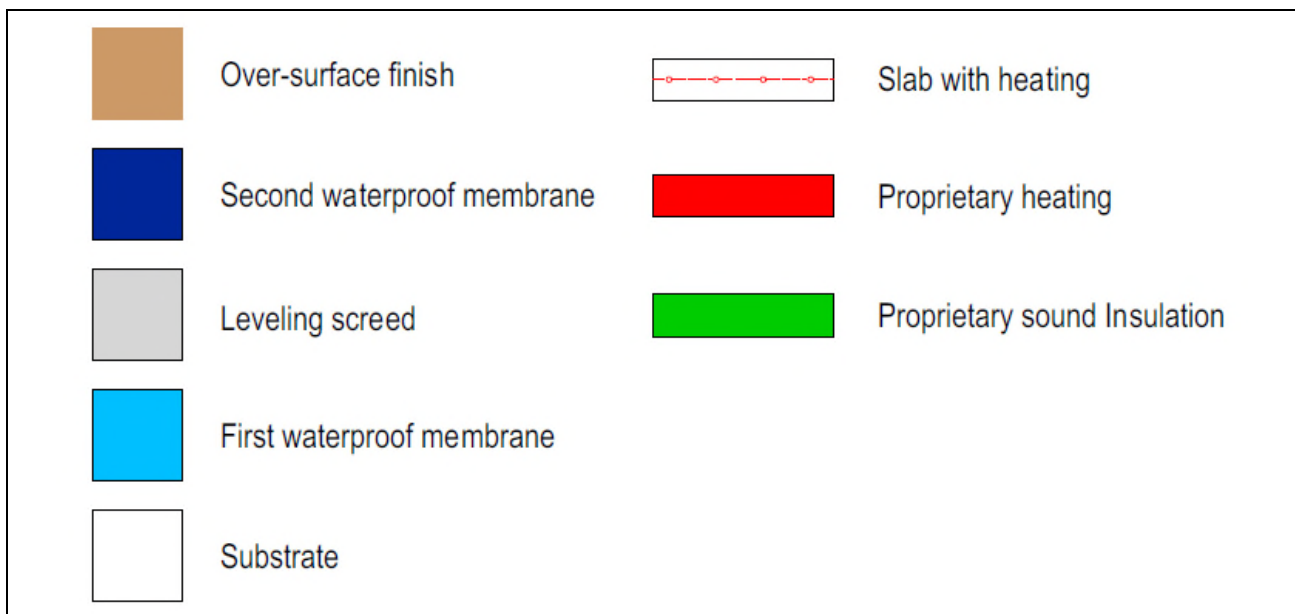 Over-surface finish
Second waterproof membrane
Leveling screed
First waterproof membrane
Substrate
Slab with heating
Proprietary heating
Proprietary sound Insulation